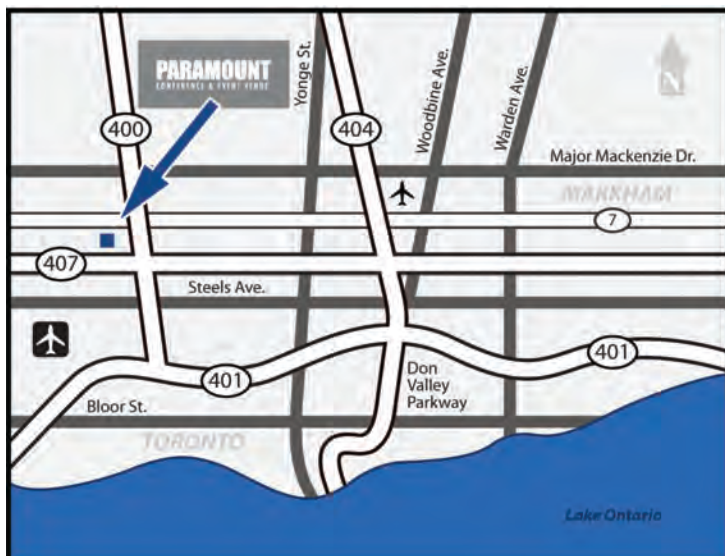 PARAMOUNT
CONFERENCE & EVENT VENUE
Yonge St.
Woodbine Ave.
Warden Ave.
N
400
404
Major Mackenzie Dr.
MARKHAM
7
407
Steels Ave.
401
401
Don
Valley
Parkway
Bloor St.
TORONTO
Lake Ontario